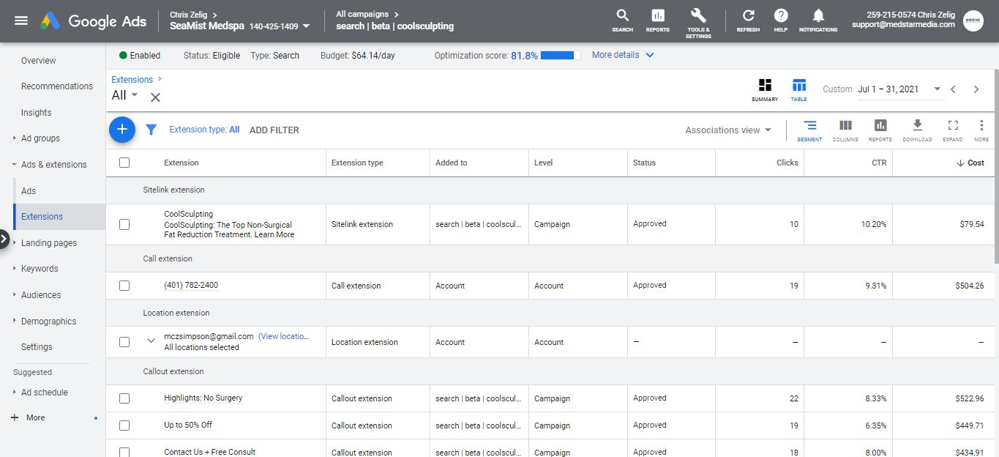 Google Ads
Chris Zelig
SeaMist Medspa 140-425-1409
All campaigns
search | beta | coolsculpting
SEARCH
REPORTS
TOOLS &
SETTINGS
REFRESH
HELP
NOTIFICATIONS
259-215-0574 Chris Zelig
support@medstarmedia.com
Overview
Recommendations
Insights
Ad groups
Ads & extensions
Ads
Extensions
Landing pages
Keywords
Audiences
Demographics
Settings
Suggested
Ad schedule
More
Enabled Status: Eligible Type: Search Budget: $64.14/day Optimization score: 81.8% More details
Extensions
All
SUMMARY
TABLE
Custom Jul 1 – 31, 2021
Extension type: All ADD FILTER
Associations view
SEGMENT
COLUMNS
REPORTS
DOWNLOAD
EXPAND
MORE
Extension Extension type Added to Level Status Clicks CTR Cost
Sitelink extension
CoolSculpting
CoolSculpting: The Top Non-Surgical
Fat Reduction Treatment. Learn More
Sitelink extension search | beta | coolscul... Campaign Approved 10 10.20% $79.54
Call extension
(401) 782-2400 Call extension Account Account Approved 19 9.31% $504.26
Location extension
mczsimpson@gmail.com (View locatio...
All locations selected
Location extension Account Account – – – –
Callout extension
Highlights: No Surgery Callout extension search | beta | coolscul... Campaign Approved 22 8.33% $522.96
Up to 50% Off Callout extension search | beta | coolscul... Campaign Approved 19 6.35% $449.71
Contact Us + Free Consult Callout extension search | beta | coolscul... Campaign Approved 18 8.00% $434.91